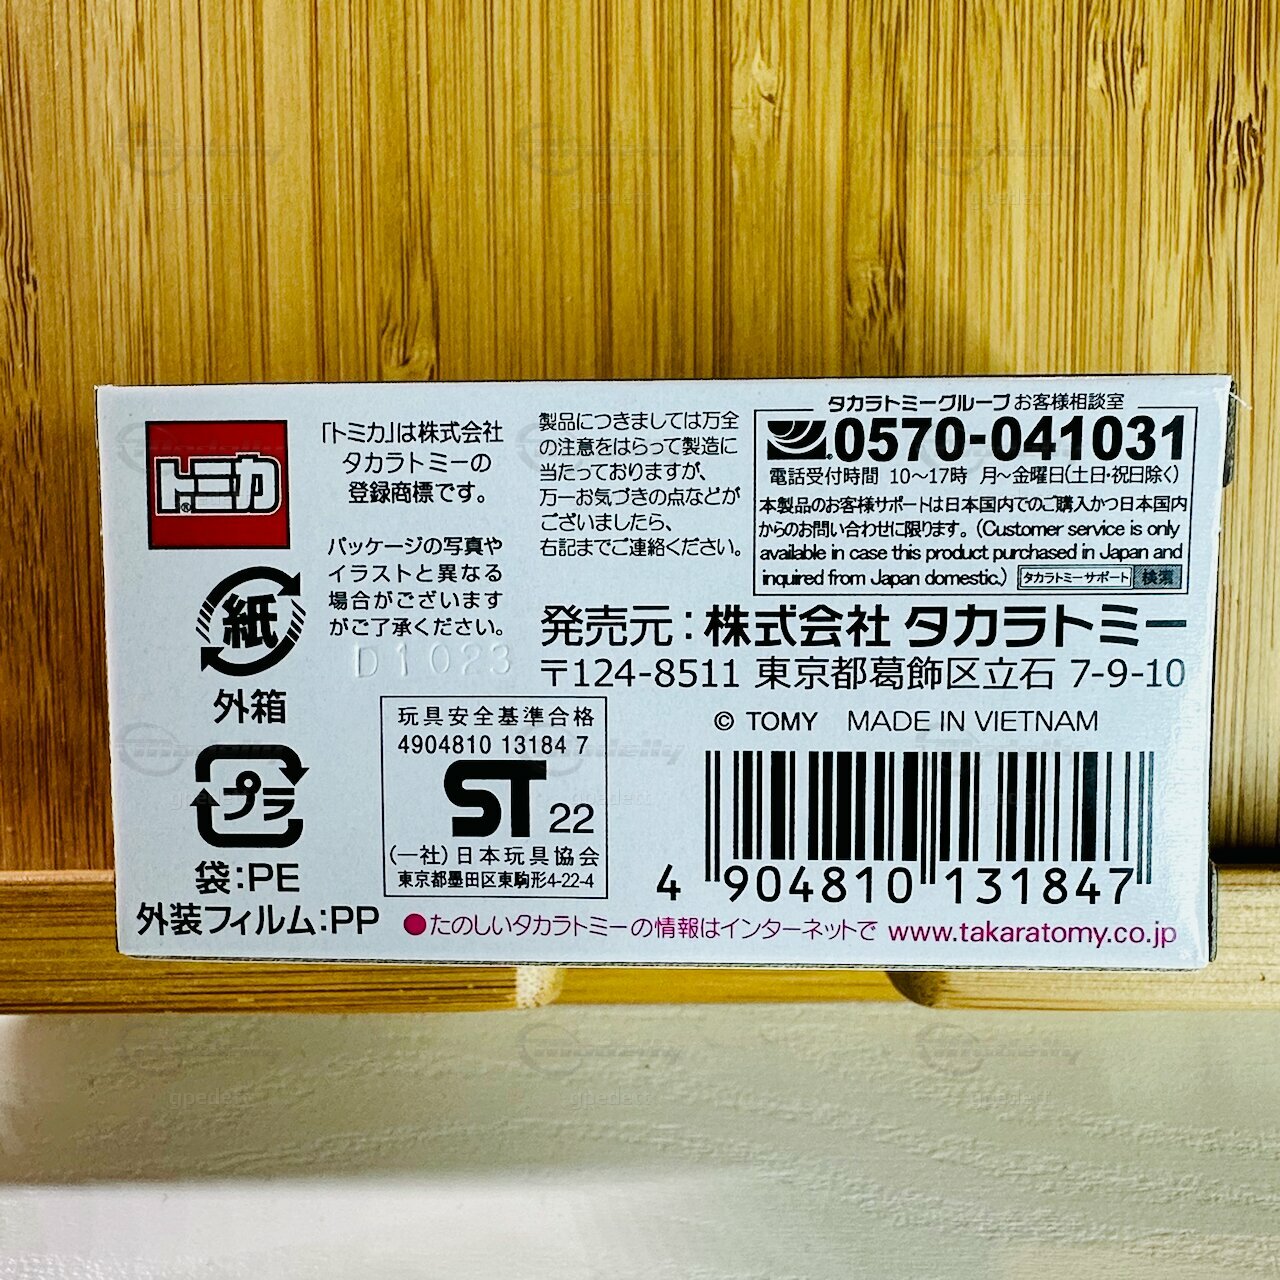 トミカ®
「トミカ」は株式会社
タカラトミーの
登録商標です。
パッケージの写真や
イラストと異なる
場合がございます
がご了承ください。
D1023
紙
外箱
プラ
袋:PE
外装フィルム:PP
製品につきましては万全
の注意をはらって製造に
当たっておりますが、
万一お気づきの点などが
ございましたら、
右記までご連絡ください。
タカラトミーグループお客様相談室
0570-041031
電話受付時間 10〜17時 月〜金曜日(土日・祝日除く)
本製品のお客様サポートは日本国内でのご購入かつ日本国内
からのお問い合わせに限ります。(Customer service is only
available in case this product purchased in Japan and
inquired from Japan domestic.) タカラトミーサポート 検索
発売元:株式会社 タカラトミー
〒124-8511 東京都葛飾区立石 7-9-10
© TOMY MADE IN VIETNAM
玩具安全基準合格
4904810 13184 7
ST 22
(一社)日本玩具協会
東京都墨田区東駒形4-22-4
4 904810 131847
●たのしいタカラトミーの情報はインターネットで www.takaratomy.co.jp
modelly
gpedett